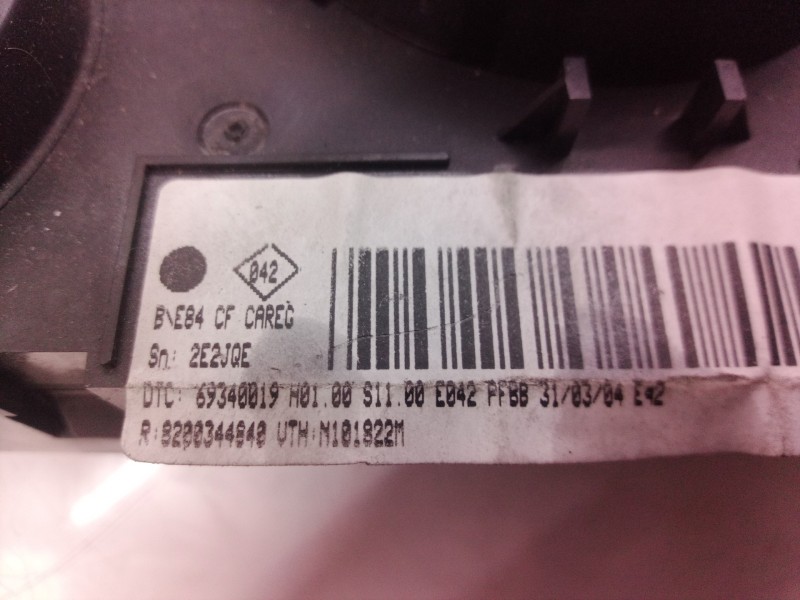 042
B\E84 CF CAREG
Sn: 2E2JQE
DTC: 69340019 H01.00 S11.00 E042 PFBB 31/03/04 E42
R:8200344840 VTH:N101822M